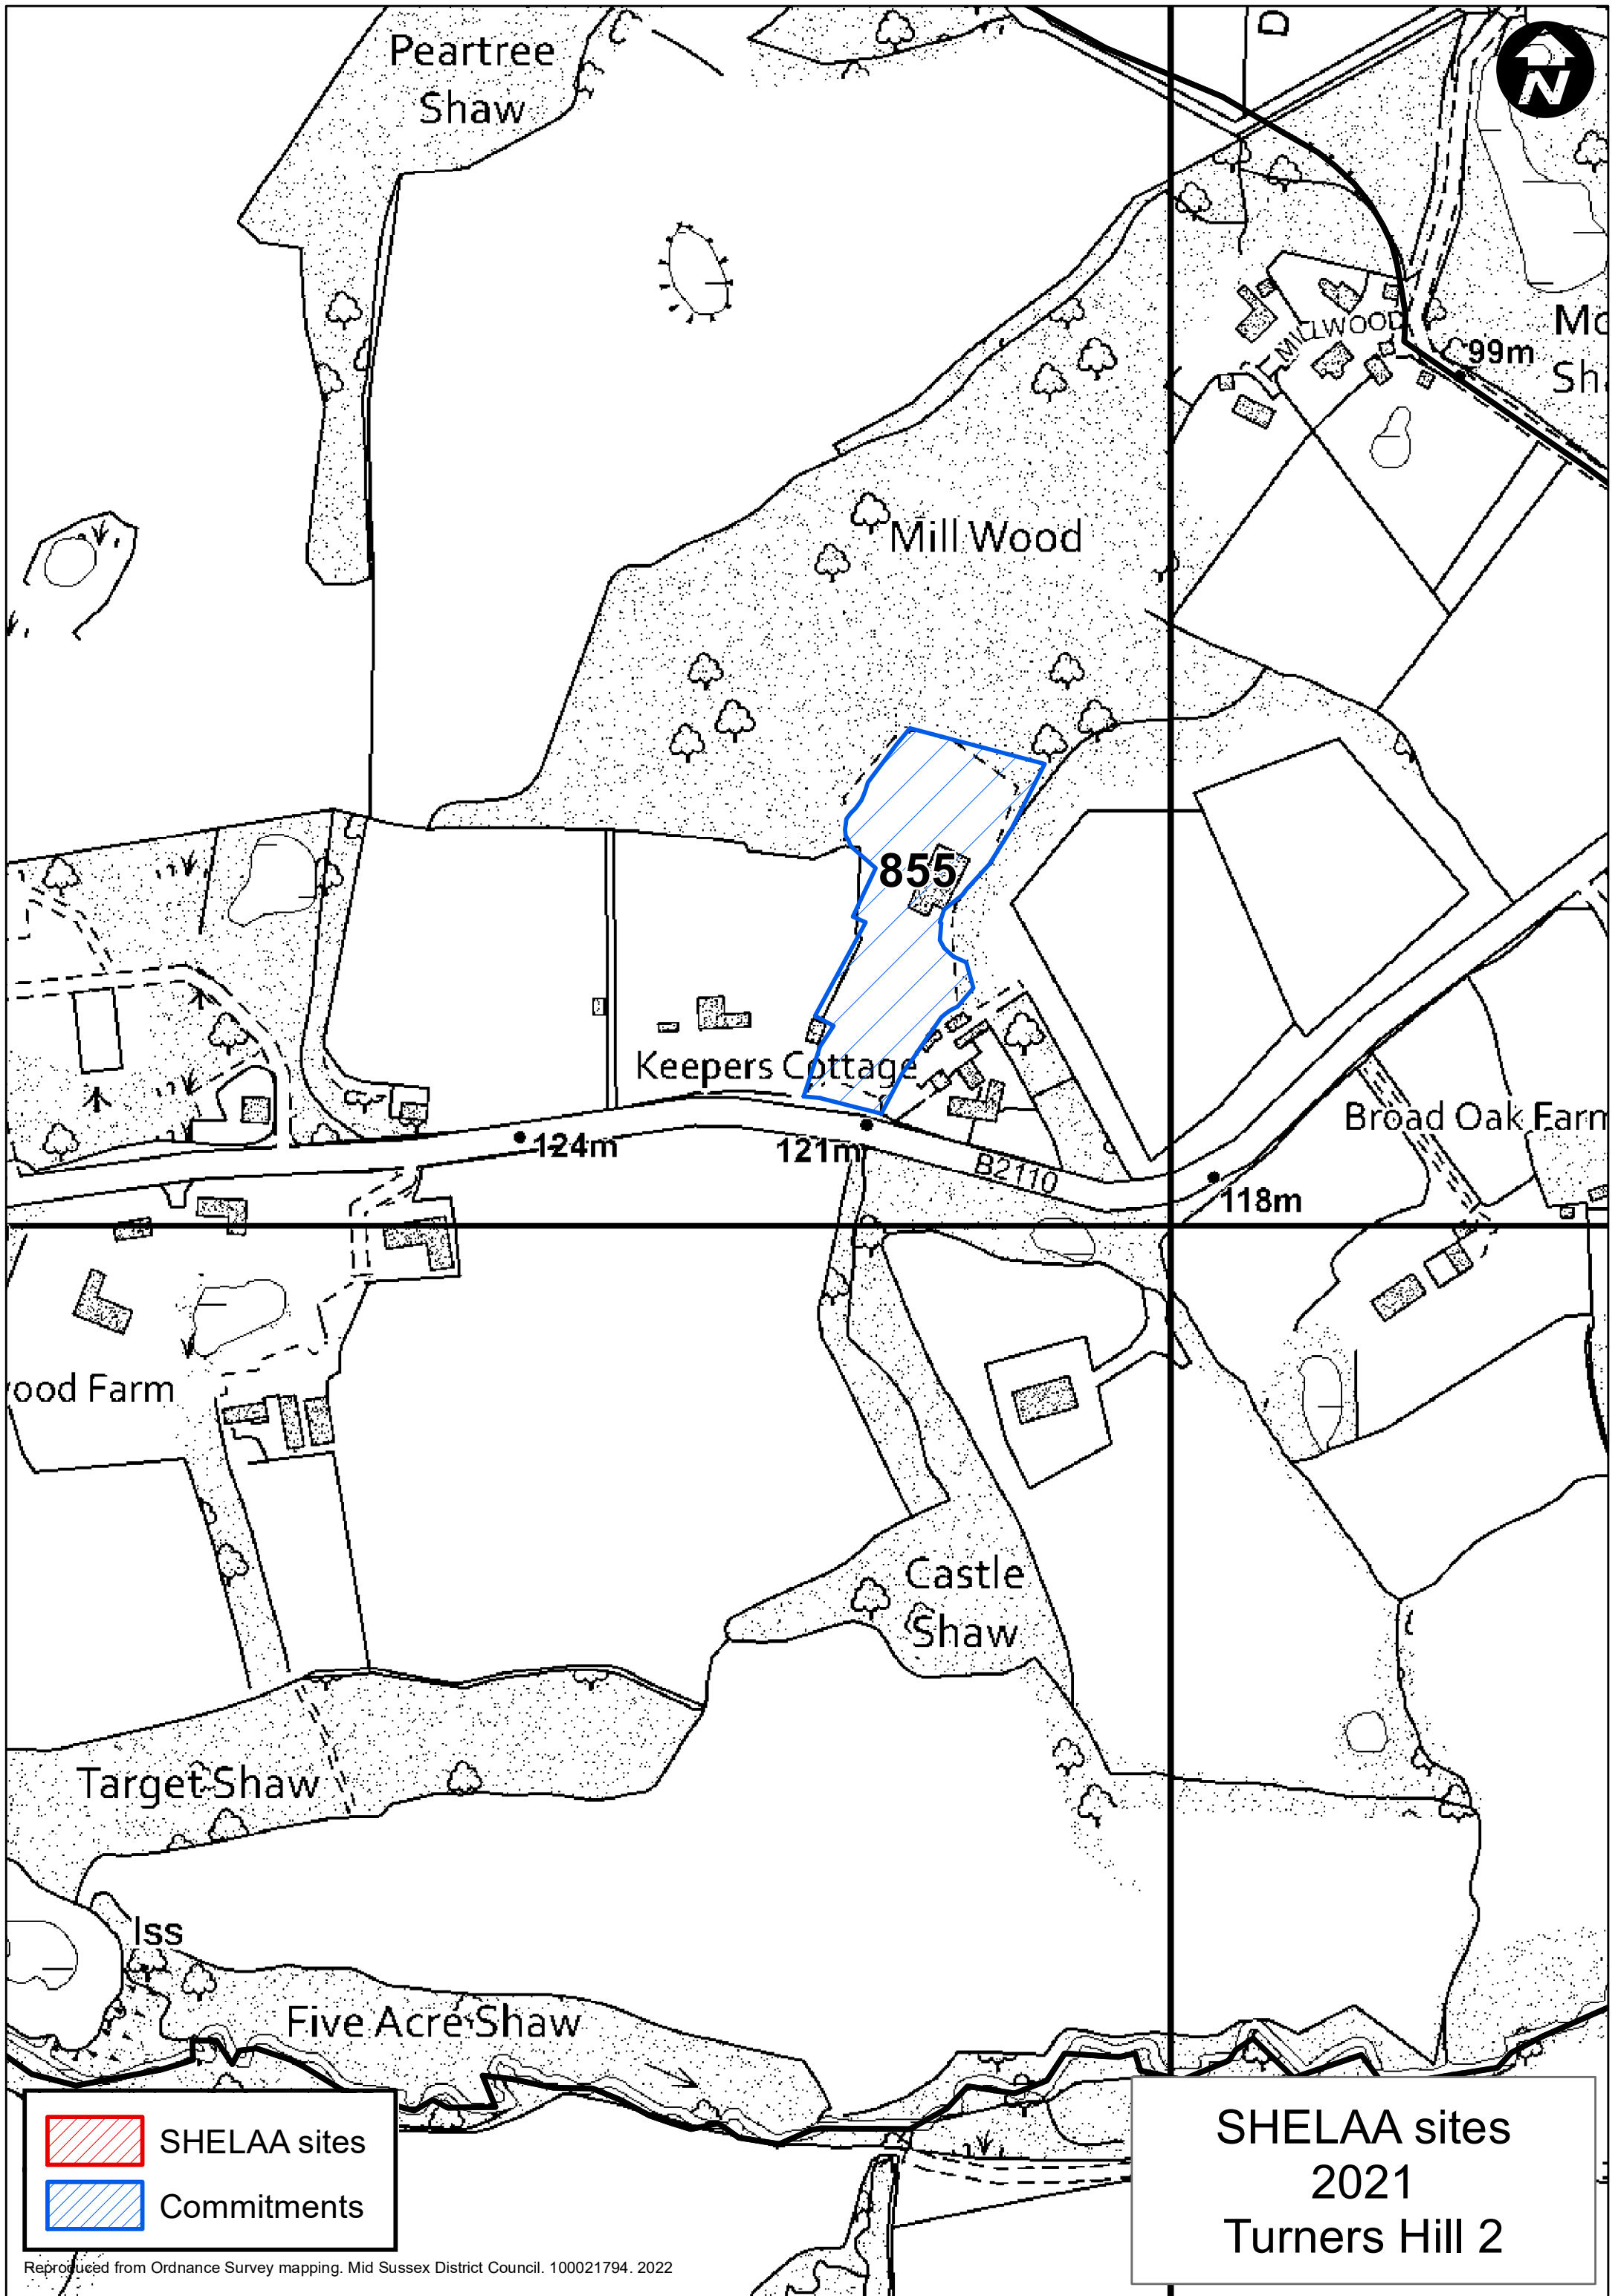 Peartree
Shaw
D
N
MILLWOOD
99m
Mo
Sh
Mill Wood
855
Keepers Cottage
124m
121m
B2110
118m
Broad Oak Farm
ood Farm
Castle
Shaw
Target Shaw
Iss
Five Acre Shaw
SHELAA sites
Commitments
SHELAA sites
2021
Turners Hill 2
Reproduced from Ordnance Survey mapping. Mid Sussex District Council. 100021794. 2022